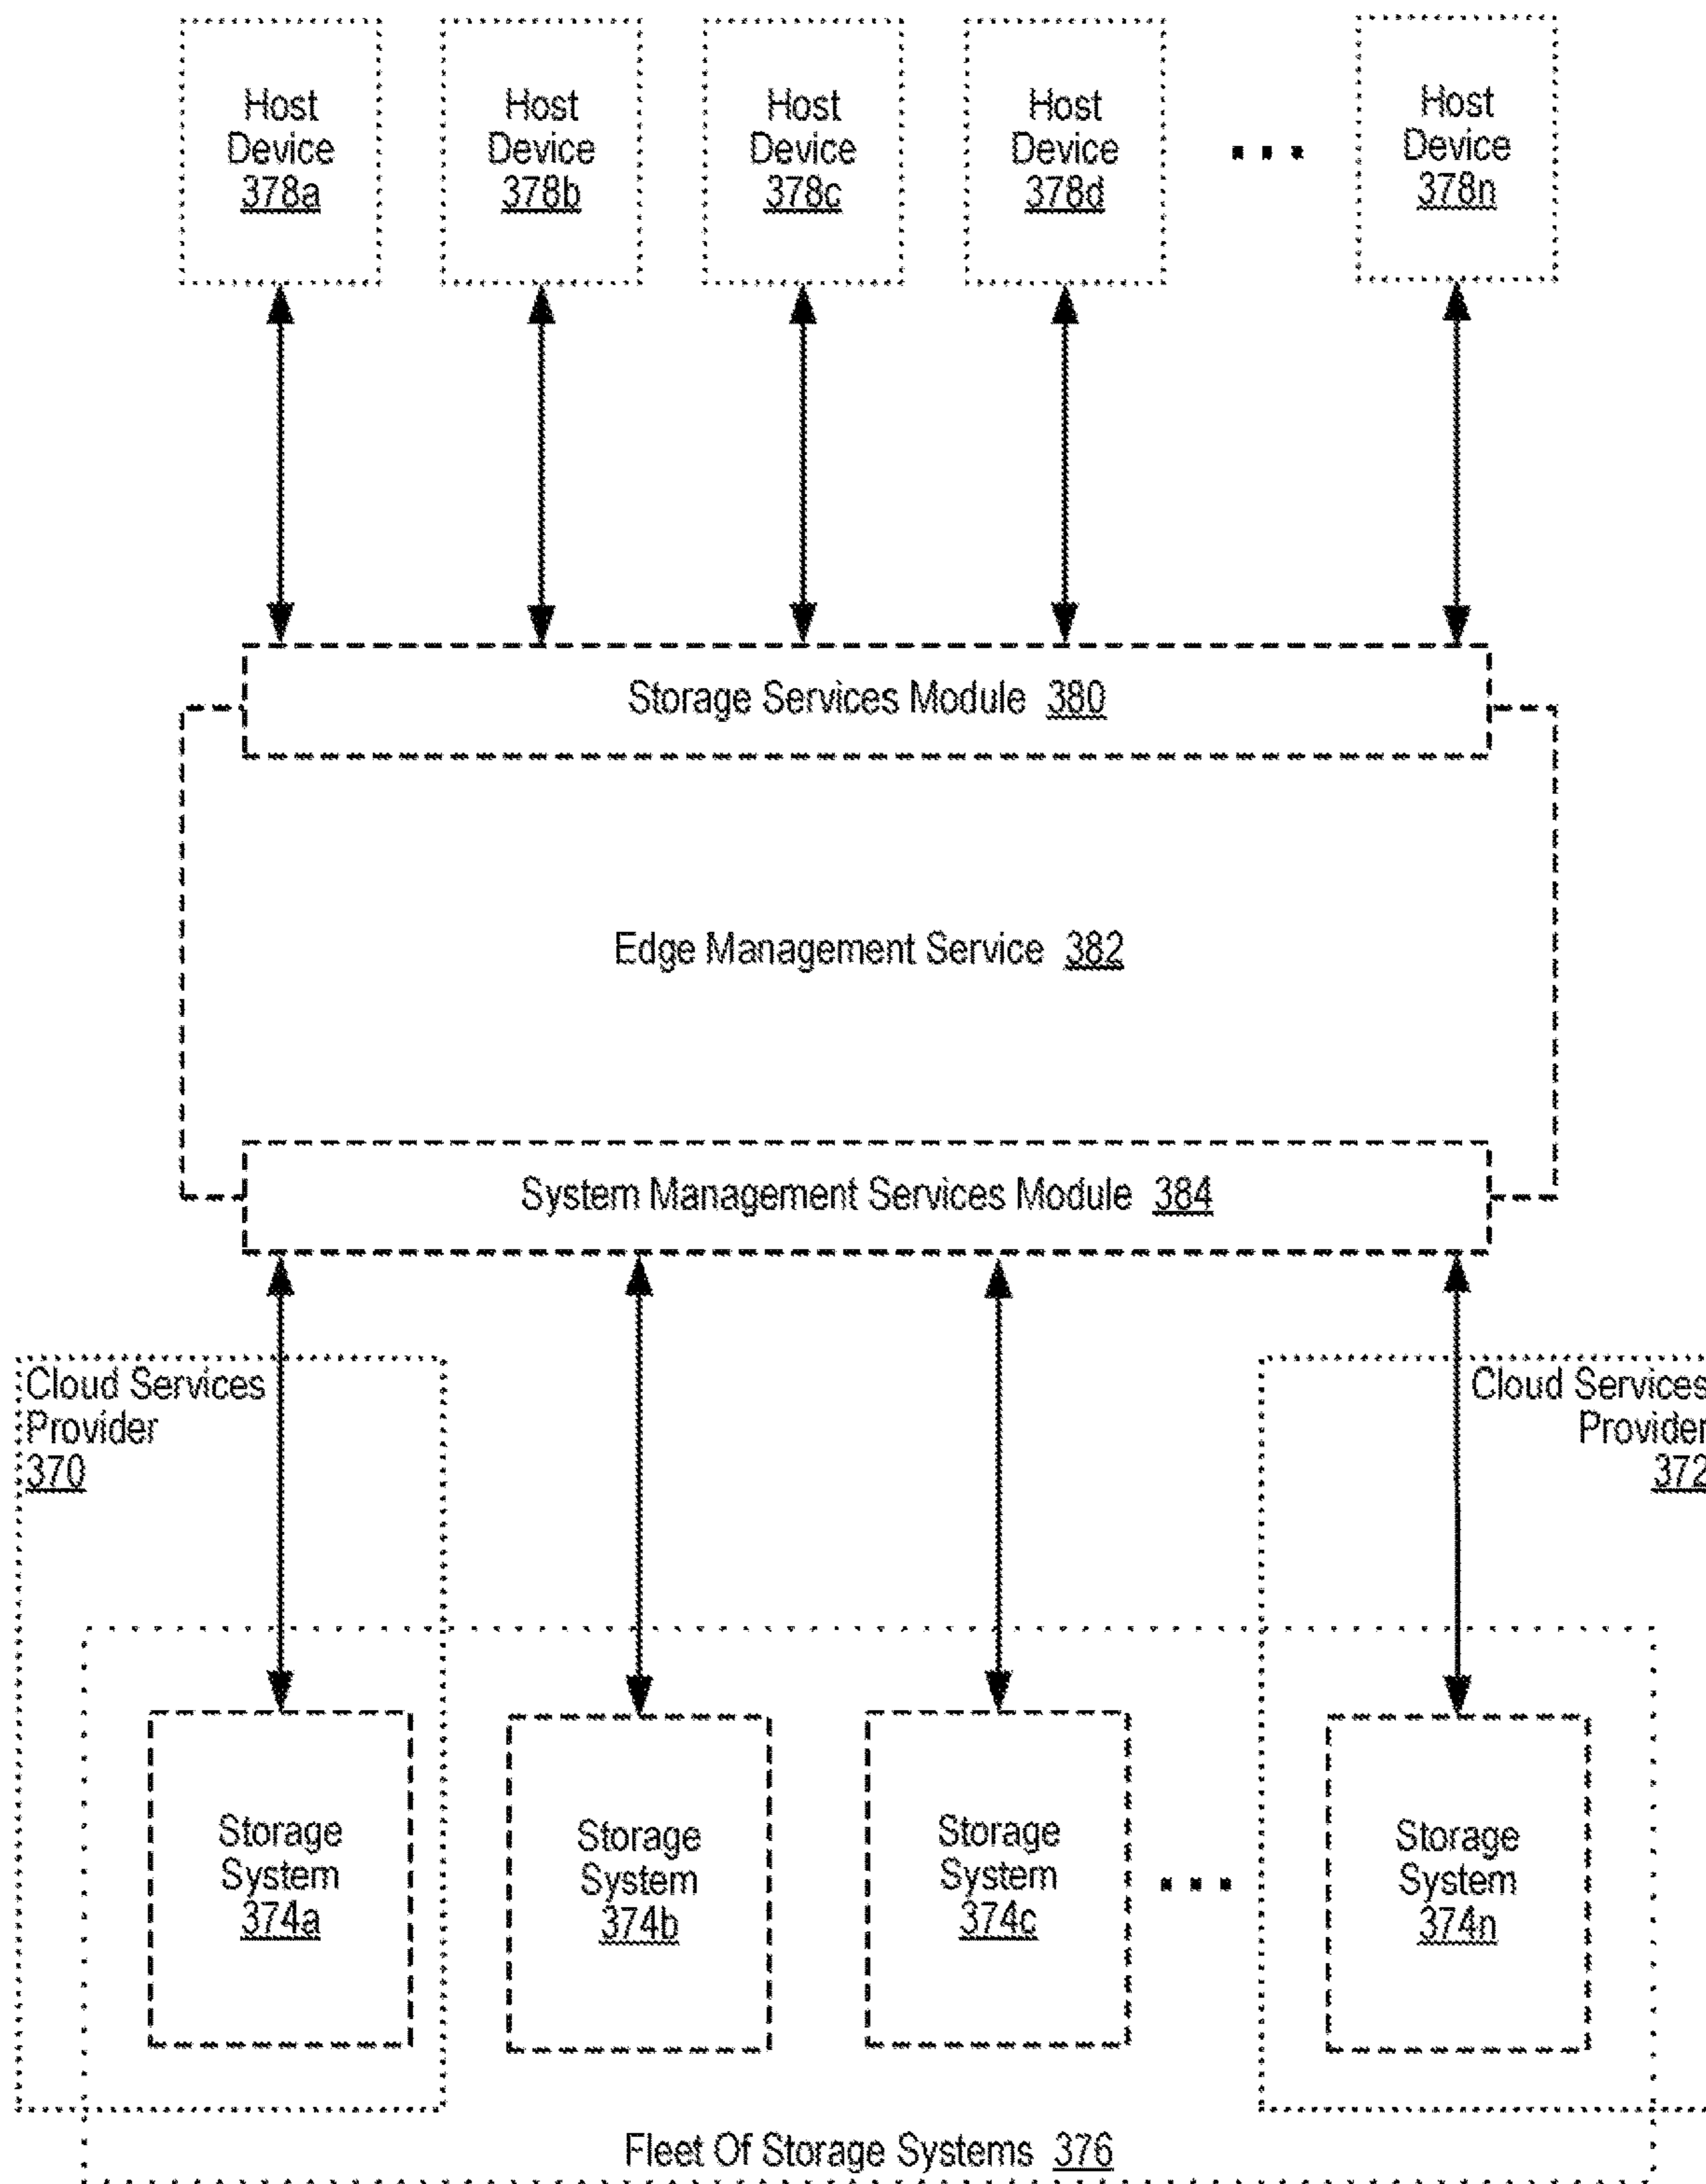 Host
Device
378a
Host
Device
378b
Host
Device
378c
Host
Device
378d
...
Host
Device
378n
Storage Services Module 380
Edge Management Service 382
System Management Services Module 384
Cloud Services
Provider
370
Cloud Services
Provider
372
Storage
System
374a
Storage
System
374b
Storage
System
374c
...
Storage
System
374n
Fleet Of Storage Systems 376